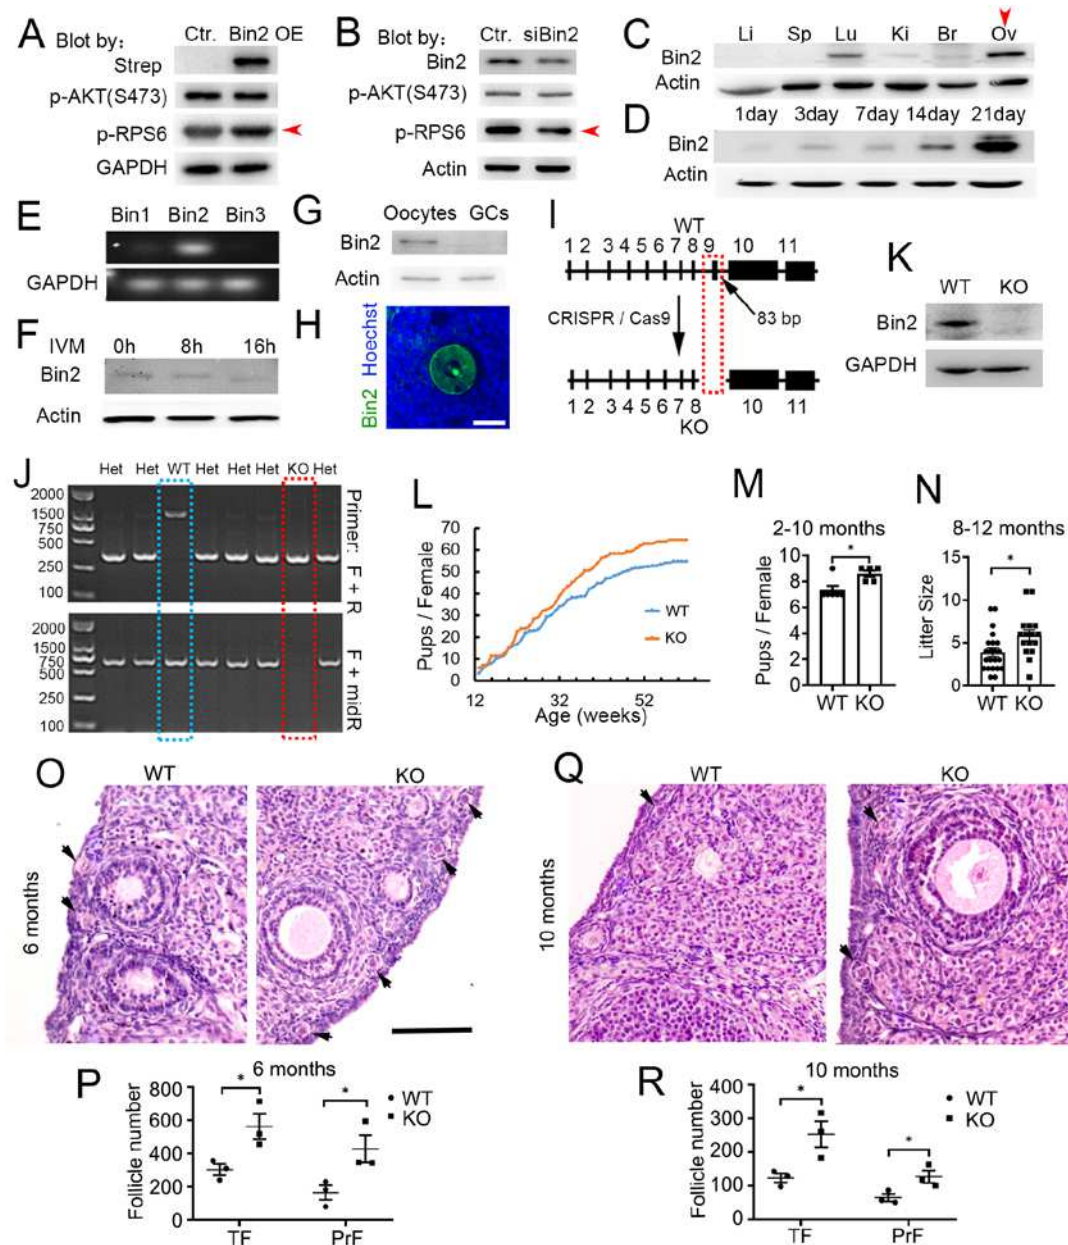 A
Blot by:
Ctr. Bin2 OE
Strep
p-AKT(S473)
p-RPS6
GAPDH
B
Blot by:
Ctr. siBin2
Bin2
p-AKT(S473)
p-RPS6
Actin
C
Li Sp Lu Ki Br Ov
Bin2
Actin
D
1day 3day 7day 14day 21day
Bin2
Actin
E
Bin1 Bin2 Bin3
GAPDH
F
IVM 0h 8h 16h
Bin2
Actin
G
Oocytes GCs
Bin2
Actin
H
Bin2 Hoechst
I
WT
1 2 3 4 5 6 7 8 9 10 11
CRISPR / Cas9
83 bp
1 2 3 4 5 6 7 8 10 11
KO
K
WT KO
Bin2
GAPDH
J
Het Het WT Het Het Het KO Het
2000
1500
750
500
250
100
Primer: F + R
2000
1500
750
500
250
100
F + midR
L
Pups / Female
70
60
50
40
30
20
10
0
12 32 52
Age (weeks)
WT
KO
M
2-10 months
Pups / Female
10
8
6
4
2
0
*
WT KO
N
8-12 months
Litter Size
15
10
5
0
*
WT KO
O
WT KO
6 months
Q
WT KO
10 months
P
6 months
Follicle number
800
600
400
200
0
* *
WT
KO
TF PrF
R
10 months
Follicle number
400
300
200
100
0
* *
WT
KO
TF PrF